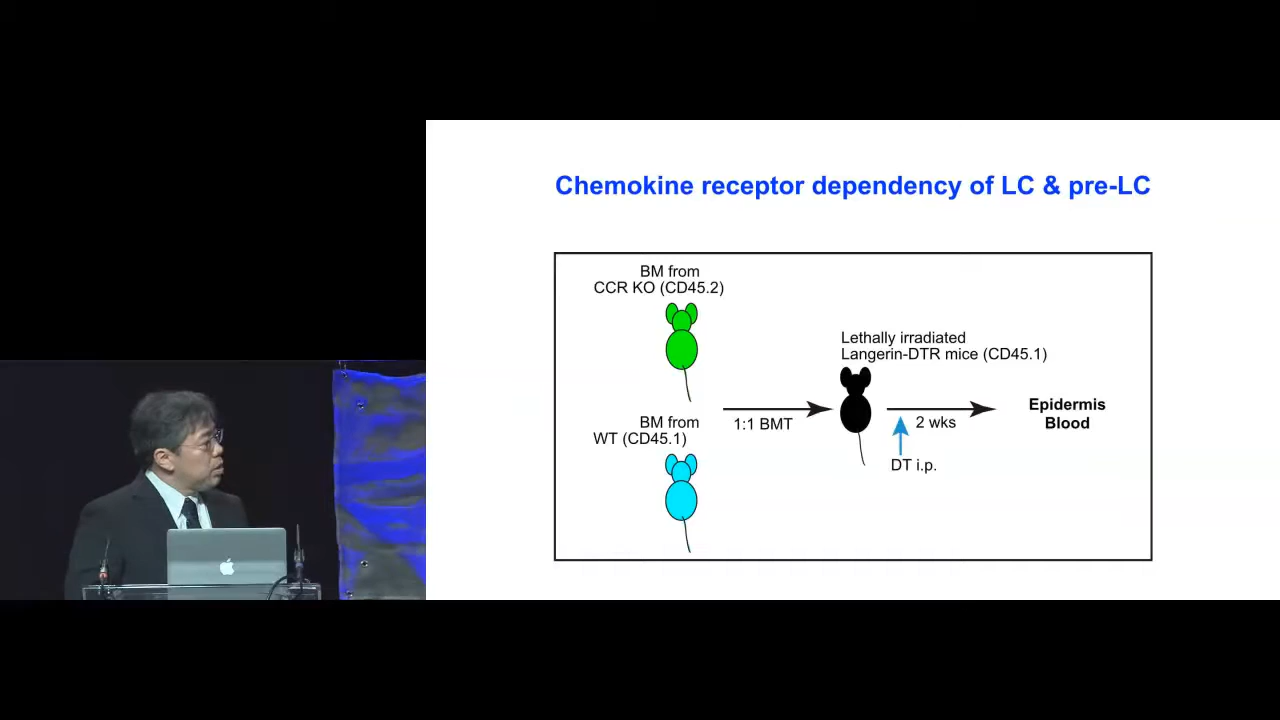 Chemokine receptor dependency of LC & pre-LC
BM from
CCR KO (CD45.2)
BM from
WT (CD45.1)
1:1 BMT
Lethally irradiated
Langerin-DTR mice (CD45.1)
2 wks
DT i.p.
Epidermis
Blood